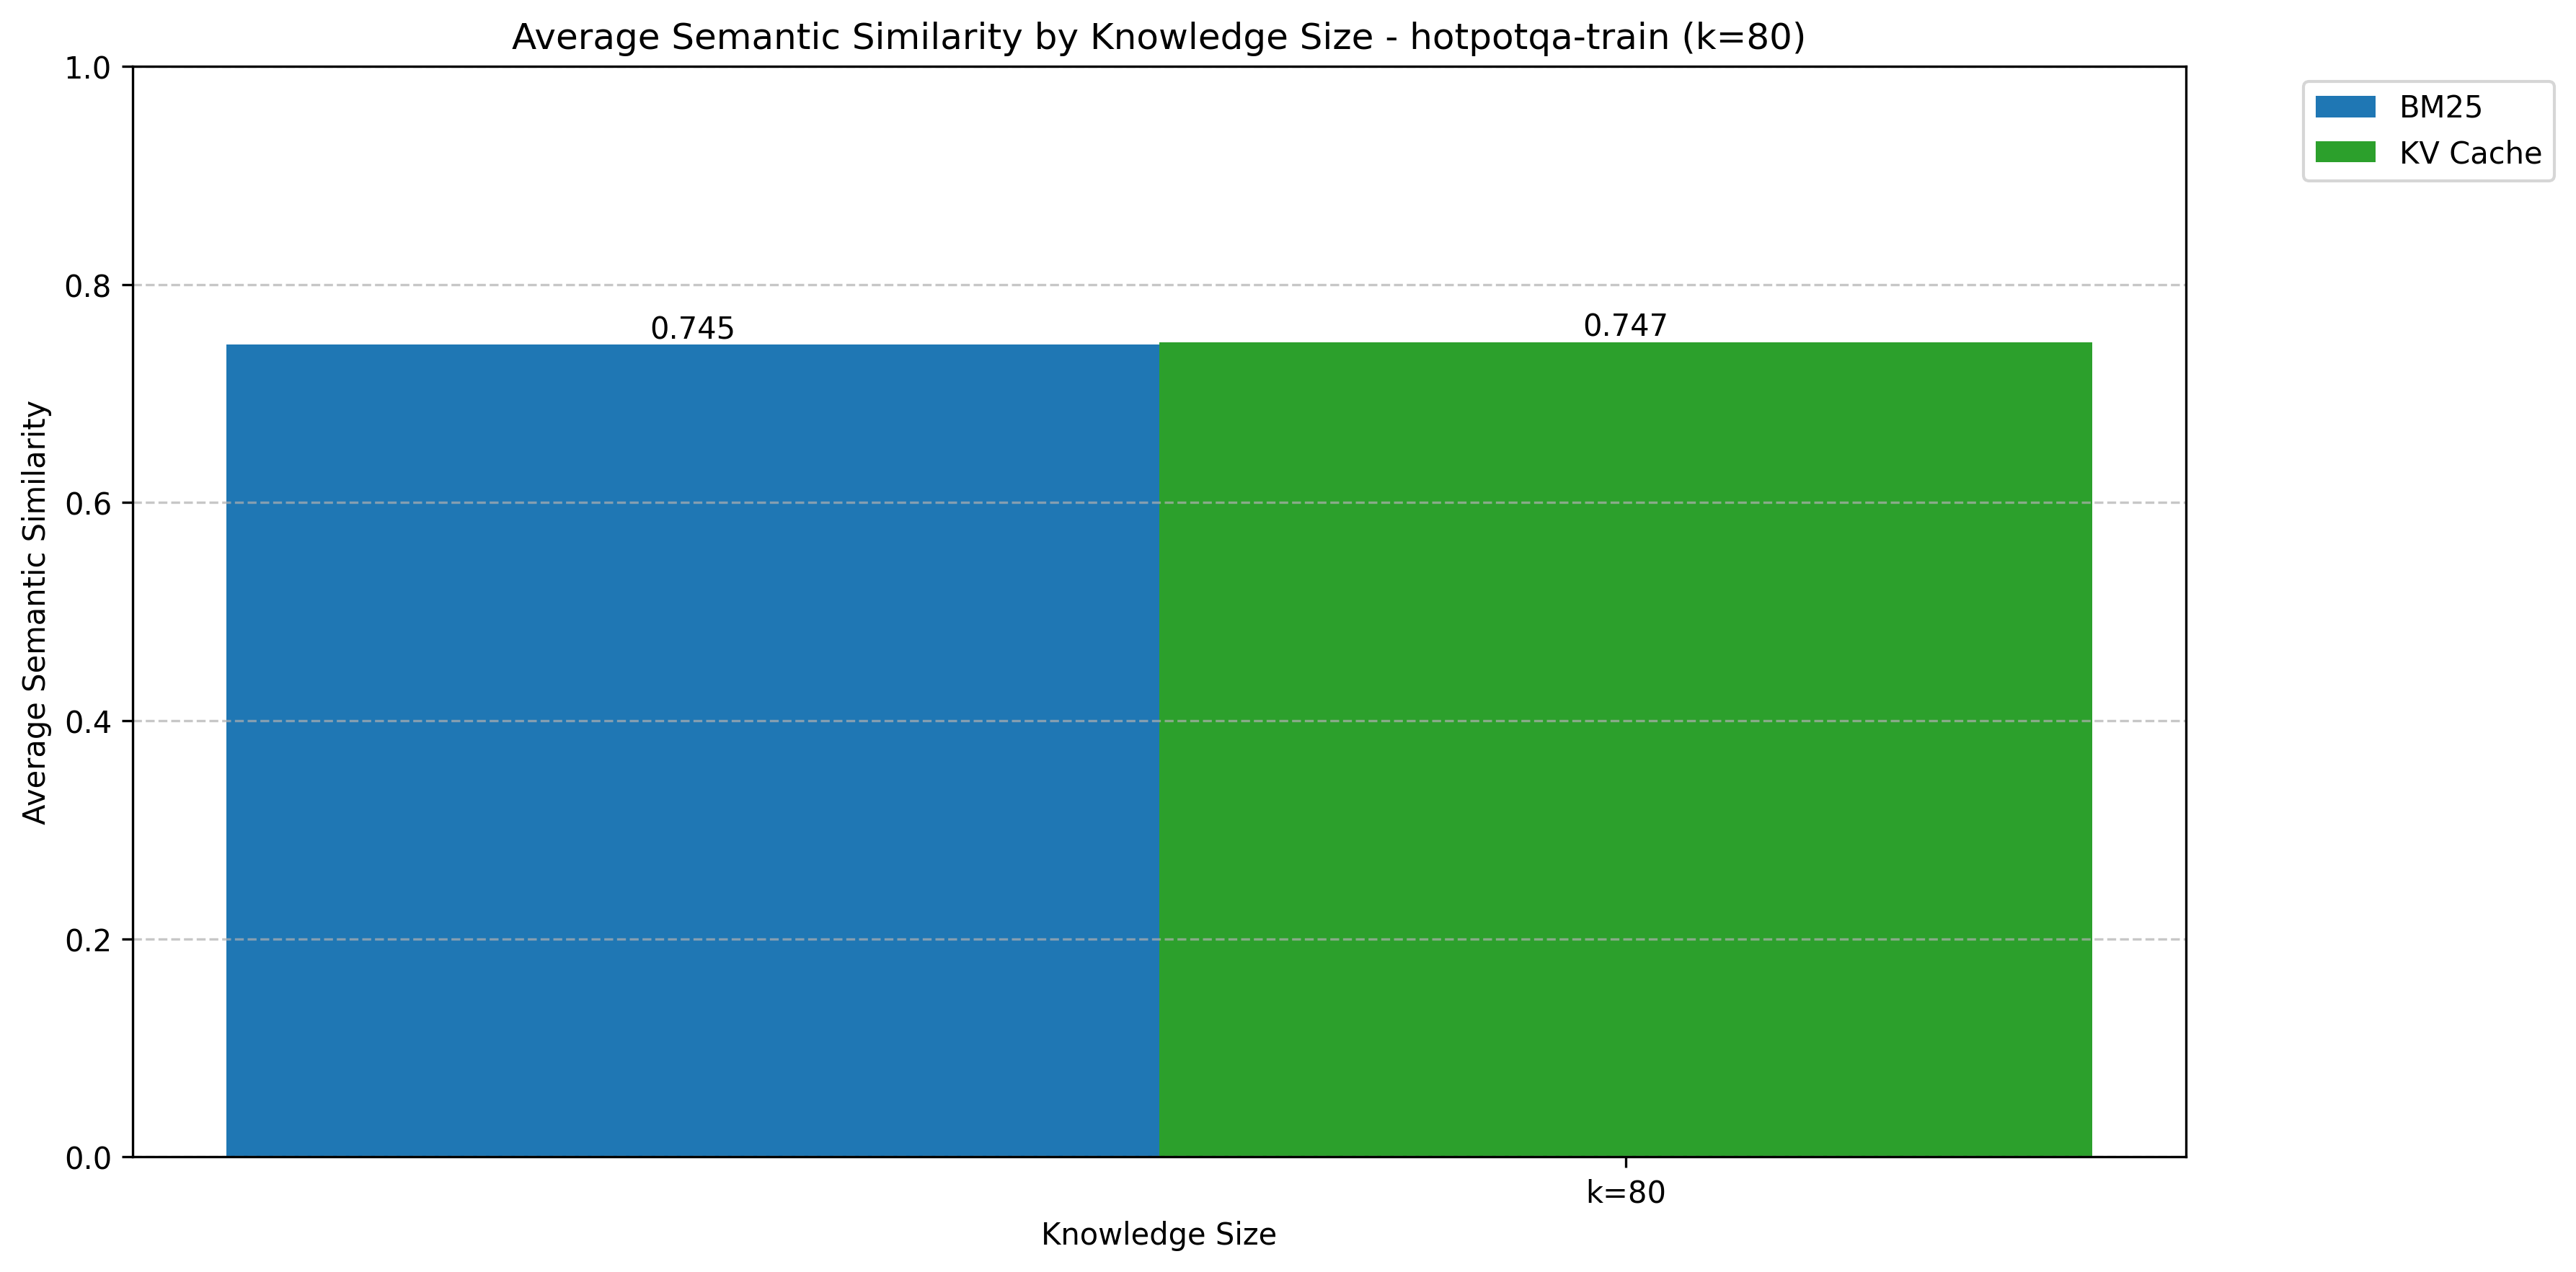 Average Semantic Similarity by Knowledge Size - hotpotqa-train (k=80)
BM25
KV Cache
Average Semantic Similarity
1.0
0.8
0.6
0.4
0.2
0.0
0.745
0.747
k=80
Knowledge Size